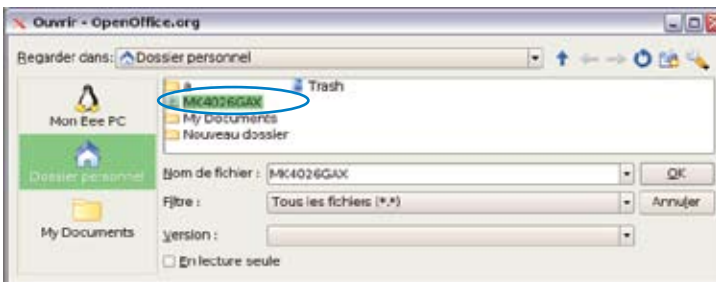 Ouvrir - OpenOffice.org
Regarder dans: Dossier personnel
Mon Eee PC
Dossier personnel
My Documents
a
Trash
MK4026GAX
My Documents
Nouveau dossier
Nom de fichier : MK4026GAX
OK
Filtre : Tous les fichiers (*.*)
Annuler
Version :
En lecture seule